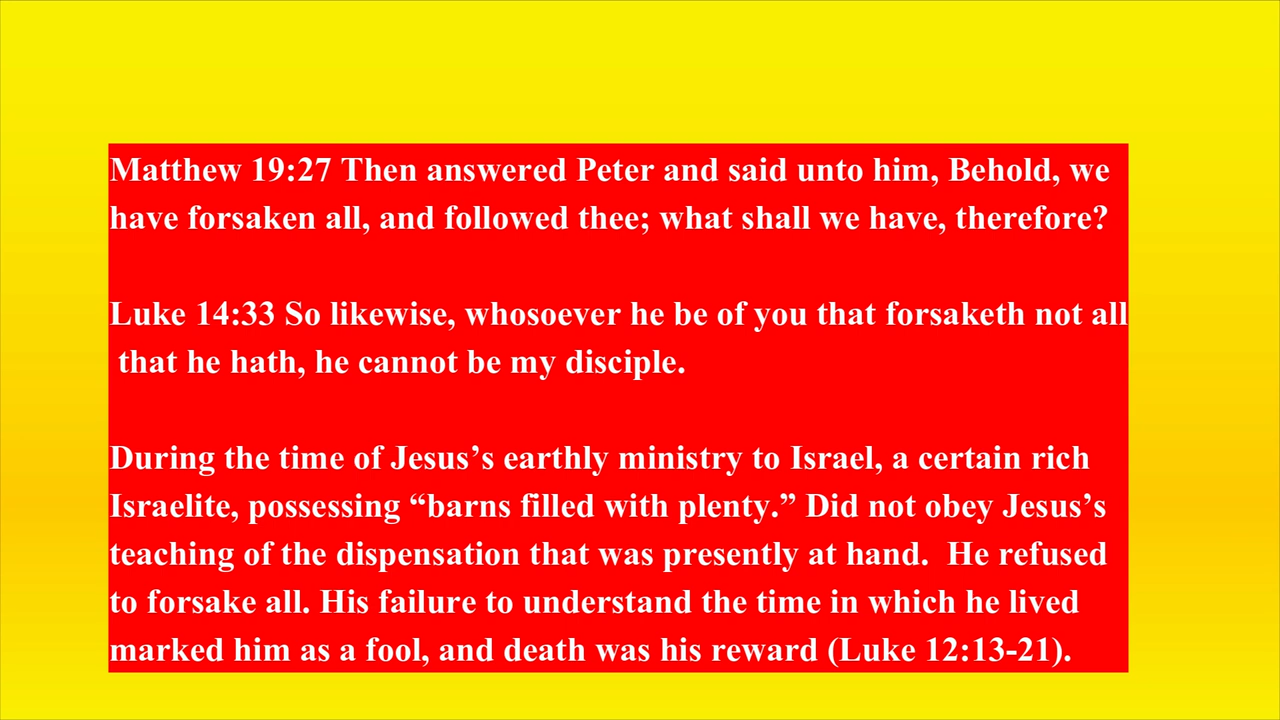 Matthew 19:27 Then answered Peter and said unto him, Behold, we
have forsaken all, and followed thee; what shall we have, therefore?
Luke 14:33 So likewise, whosoever he be of you that forsaketh not all
that he hath, he cannot be my disciple.
During the time of Jesus’s earthly ministry to Israel, a certain rich
Israelite, possessing “barns filled with plenty.” Did not obey Jesus’s
teaching of the dispensation that was presently at hand.  He refused
to forsake all. His failure to understand the time in which he lived
marked him as a fool, and death was his reward (Luke 12:13-21).